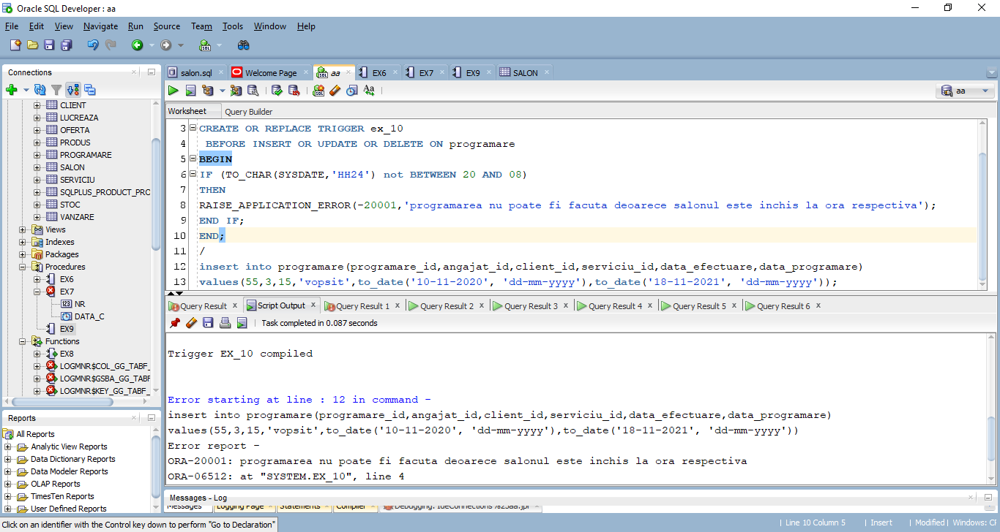 Oracle SQL Developer : aa
File Edit View Navigate Run Source Team Tools Window Help
Connections
CLIENT
LUCREAZA
OFERTA
PRODUS
PROGRAMARE
SALON
SERVICIU
SQLPLUS_PRODUCT_PRO
STOC
VANZARE
Views
Indexes
Packages
Procedures
EX6
EX7
NR
DATA_C
EX9
Functions
EX8
LOGMNR$COL_GG_TABF_
LOGMNR$GSBA_GG_TABF
LOGMNR$KEY_GG_TABF_
Reports
All Reports
Analytic View Reports
Data Dictionary Reports
Data Modeler Reports
OLAP Reports
TimesTen Reports
User Defined Reports
salon.sql Welcome Page aa EX6 EX7 EX9 SALON
aa
Worksheet Query Builder
3 CREATE OR REPLACE TRIGGER ex_10
4 BEFORE INSERT OR UPDATE OR DELETE ON programare
5 BEGIN
6 IF (TO_CHAR(SYSDATE,'HH24') not BETWEEN 20 AND 08)
7 THEN
8 RAISE_APPLICATION_ERROR(-20001,'programarea nu poate fi facuta deoarece salonul este inchis la ora respectiva');
9 END IF;
10 END;
11 /
12 insert into programare(programare_id,angajat_id,client_id,serviciu_id,data_efectuare,data_programare)
13 values(55,3,15,'vopsit',to_date('10-11-2020', 'dd-mm-yyyy'),to_date('18-11-2021', 'dd-mm-yyyy'));
Query Result Script Output Query Result 1 Query Result 2 Query Result 3 Query Result 4 Query Result 5 Query Result 6
Task completed in 0.087 seconds
Trigger EX_10 compiled
Error starting at line : 12 in command -
insert into programare(programare_id,angajat_id,client_id,serviciu_id,data_efectuare,data_programare)
values(55,3,15,'vopsit',to_date('10-11-2020', 'dd-mm-yyyy'),to_date('18-11-2021', 'dd-mm-yyyy'))
Error report -
ORA-20001: programarea nu poate fi facuta deoarece salonul este inchis la ora respectiva
ORA-06512: at "SYSTEM.EX_10", line 4
Messages - Log
Messages Logging Page Statements Compiler Debugging: IdeConnections%23aa.jpr
Click on an identifier with the Control key down to perform "Go to Declaration"
Line 10 Column 5 Insert Modified Windows: CF